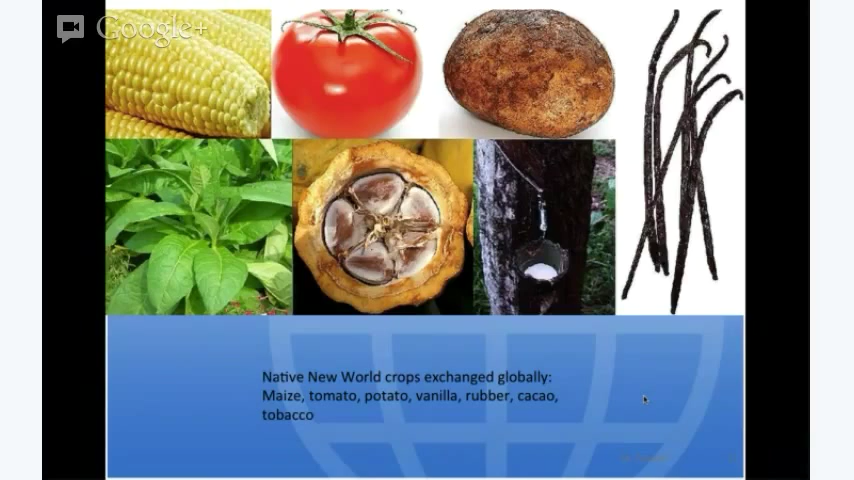 Google+
Native New World crops exchanged globally:
Maize, tomato, potato, vanilla, rubber, cacao,
tobacco